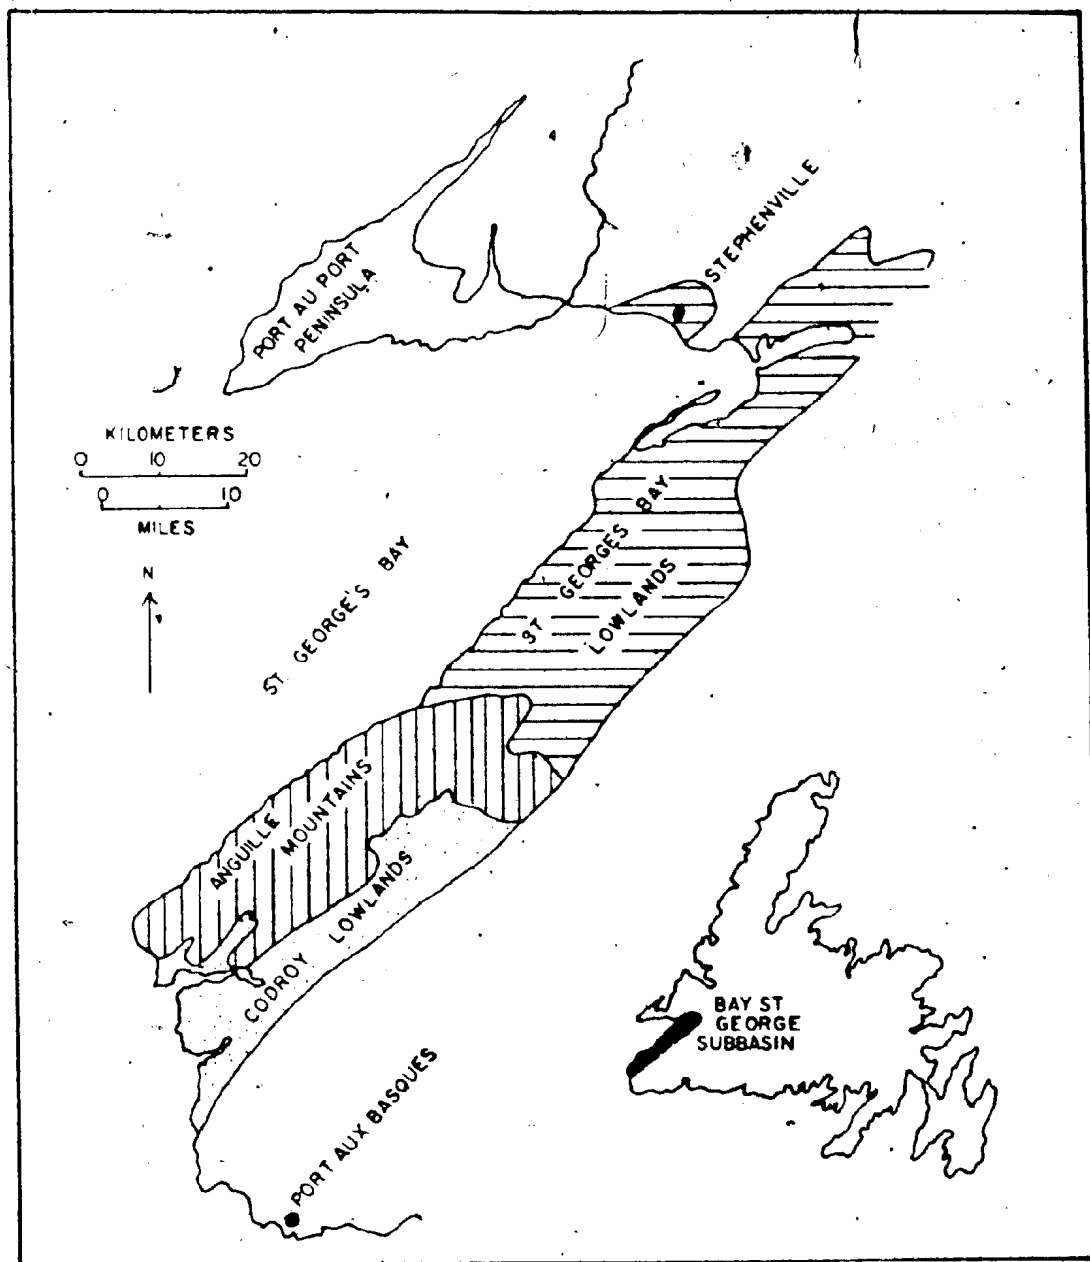 STEPHENVILLE
PORT AU PORT
PENINSULA
KILOMETERS
0 10 20
0 10
MILES
N
ST GEORGE'S BAY
ST GEORGES BAY
LOWLANDS
ANGUILLE
MOUNTAINS
CODROY LOWLANDS
BAY ST
GEORGE
SUBBASIN
PORT AUX BASQUES